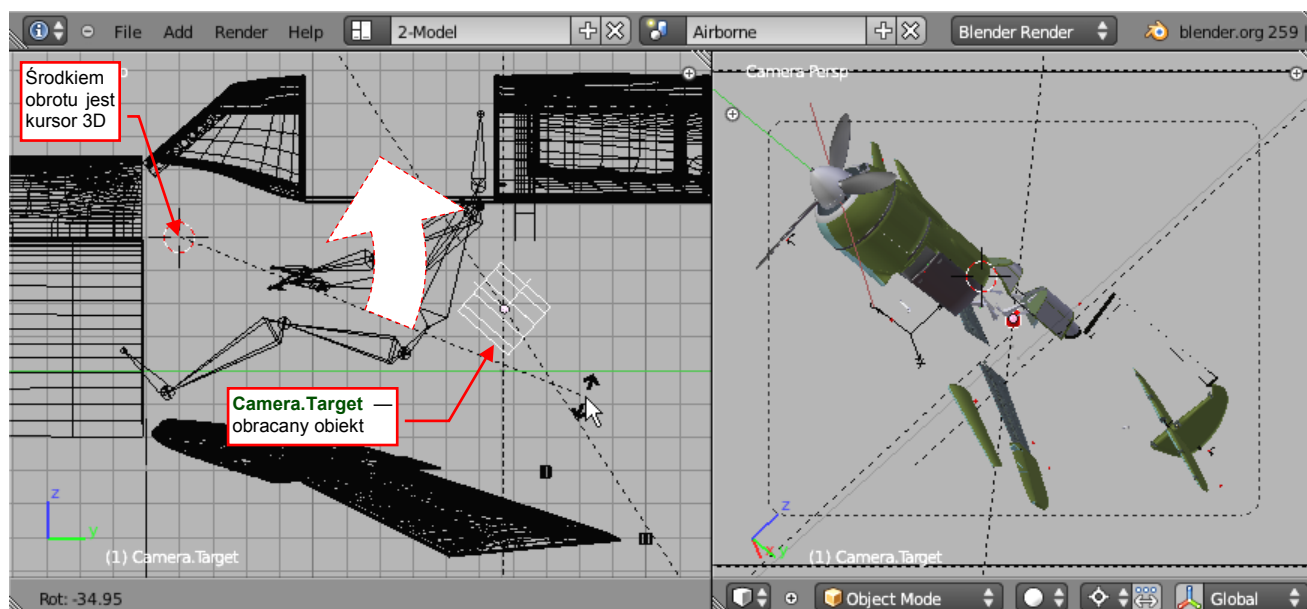 File Add Render Help 2-Model Airborne Blender Render blender.org 259
Środkiem
obrotu jest
kursor 3D
Camera Persp
Camera.Target —
obracany obiekt
z
y
(1) Camera.Target
z
x y
(1) Camera.Target
Rot: -34.95
Object Mode Global